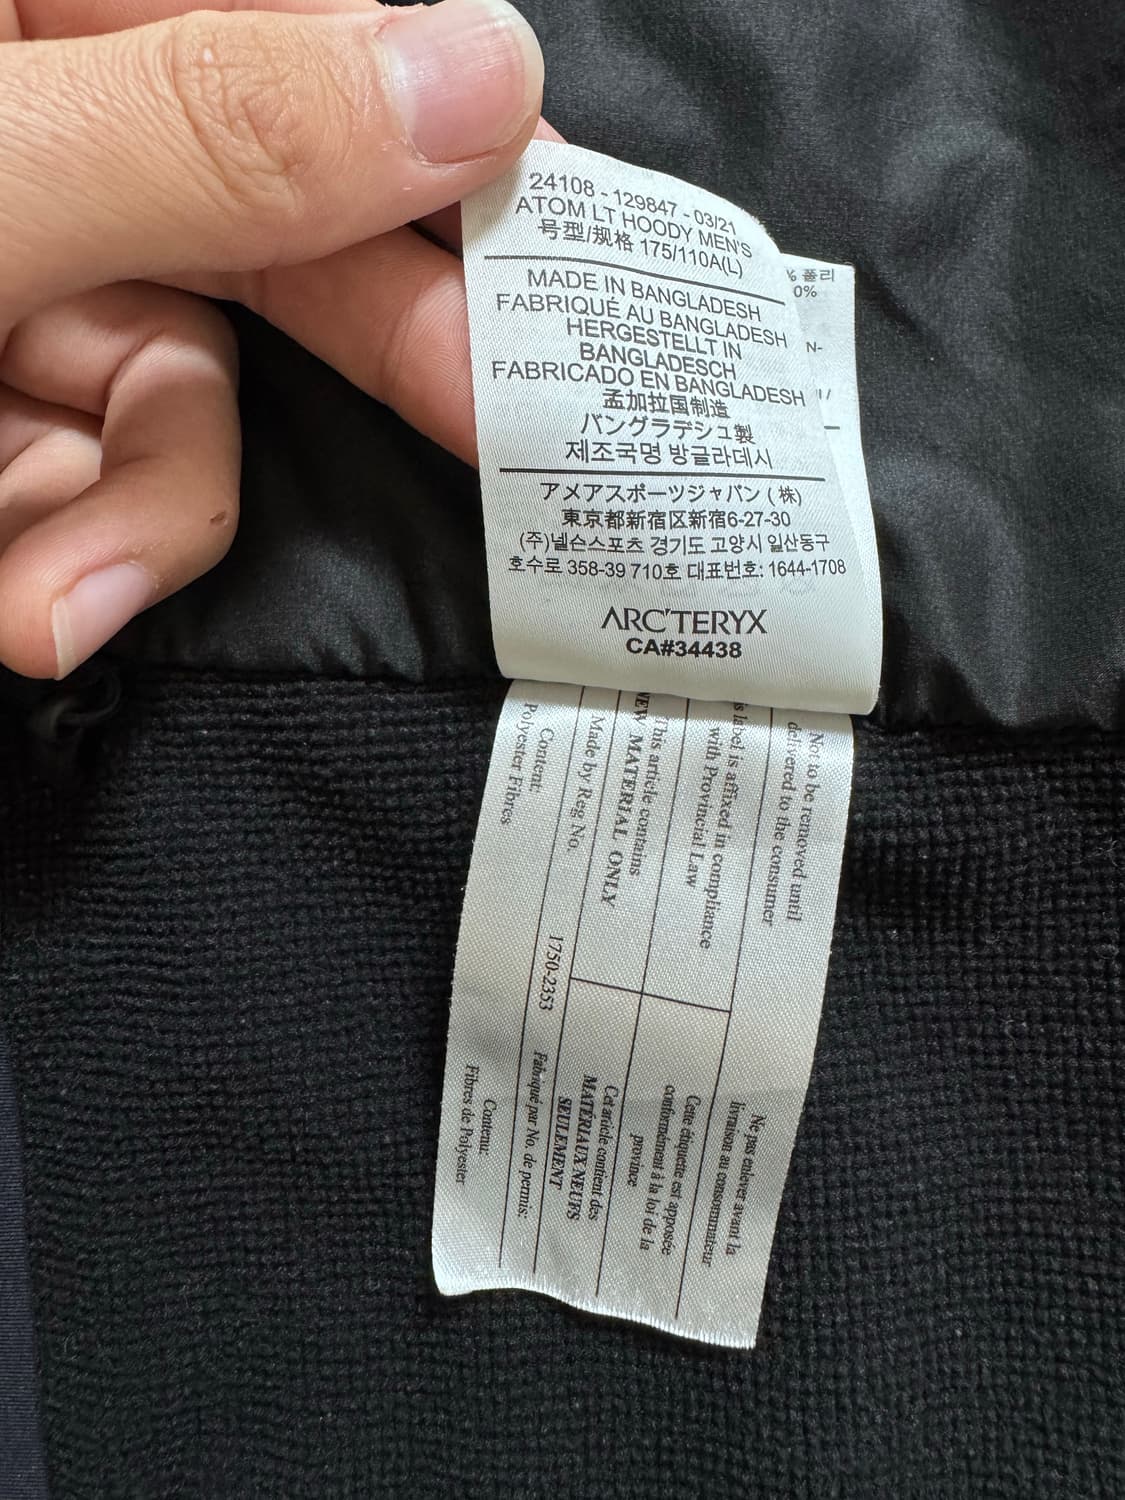 24108 - 129847 - 03/21
ATOM LT HOODY MEN'S
号型/规格 175/110A(L)
MADE IN BANGLADESH
FABRIQUÉ AU BANGLADESH
HERGESTELLT IN
BANGLADESCH
FABRICADO EN BANGLADESH
孟加拉国制造
バングラデシュ製
제조국명 방글라데시
アメアスポーツジャパン ( 株)
東京都新宿区新宿6-27-30
(주)넬슨스포츠 경기도 고양시 일산동구
호수로 358-39 710호 대표번호: 1644-1708
ARC'TERYX
CA#34438
% 폴리
0%
N-
Not to be removed until
delivered to the consumer
Ne pas enlever avant la
livraison au consommateur
is label is affixed in compliance
with Provincial Law
Cette étiquette est apposée
conformément à la loi de la
province
This article contains
NEW MATERIAL ONLY
Cet article contient des
MATÉRIAUX NEUFS
SEULEMENT
Made by Reg No.
1750-2353
Fabriqué par No. de permis:
Content:
Polyester Fibres
Contenu:
Fibres de Polyester